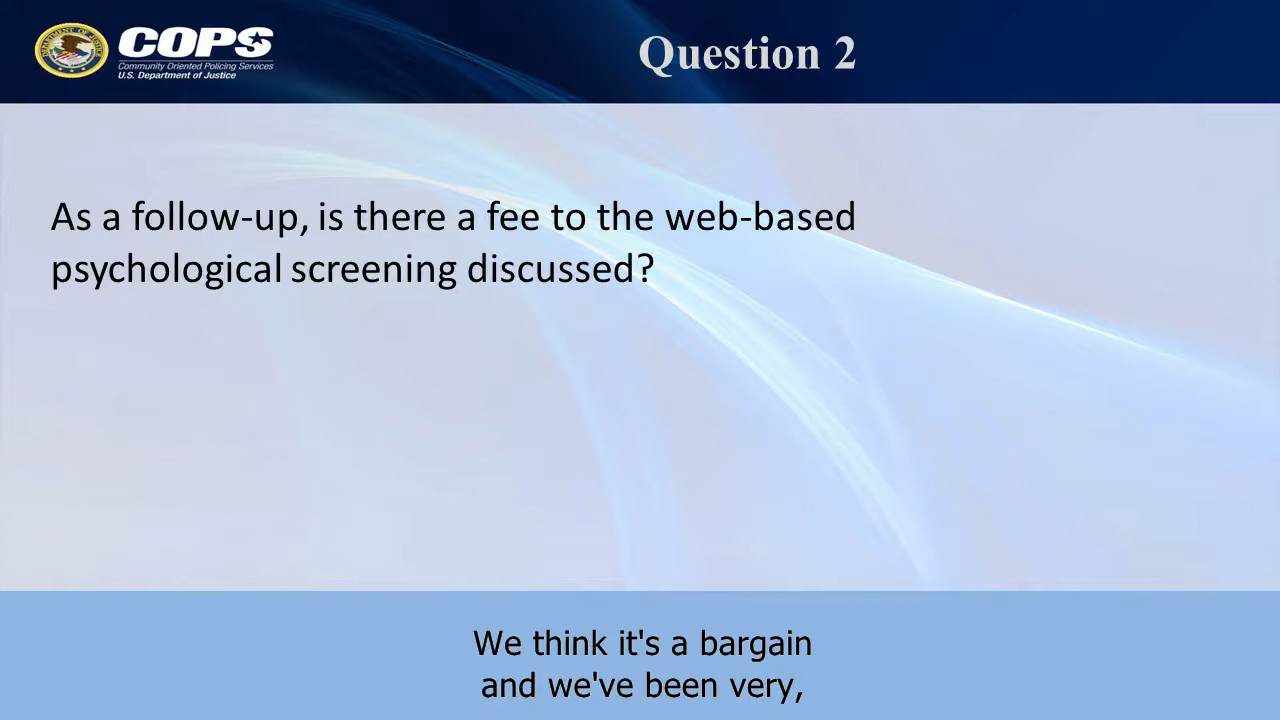 COPS
Community Oriented Policing Services
U.S. Department of Justice
Question 2
As a follow-up, is there a fee to the web-based
psychological screening discussed?
We think it's a bargain
and we've been very,